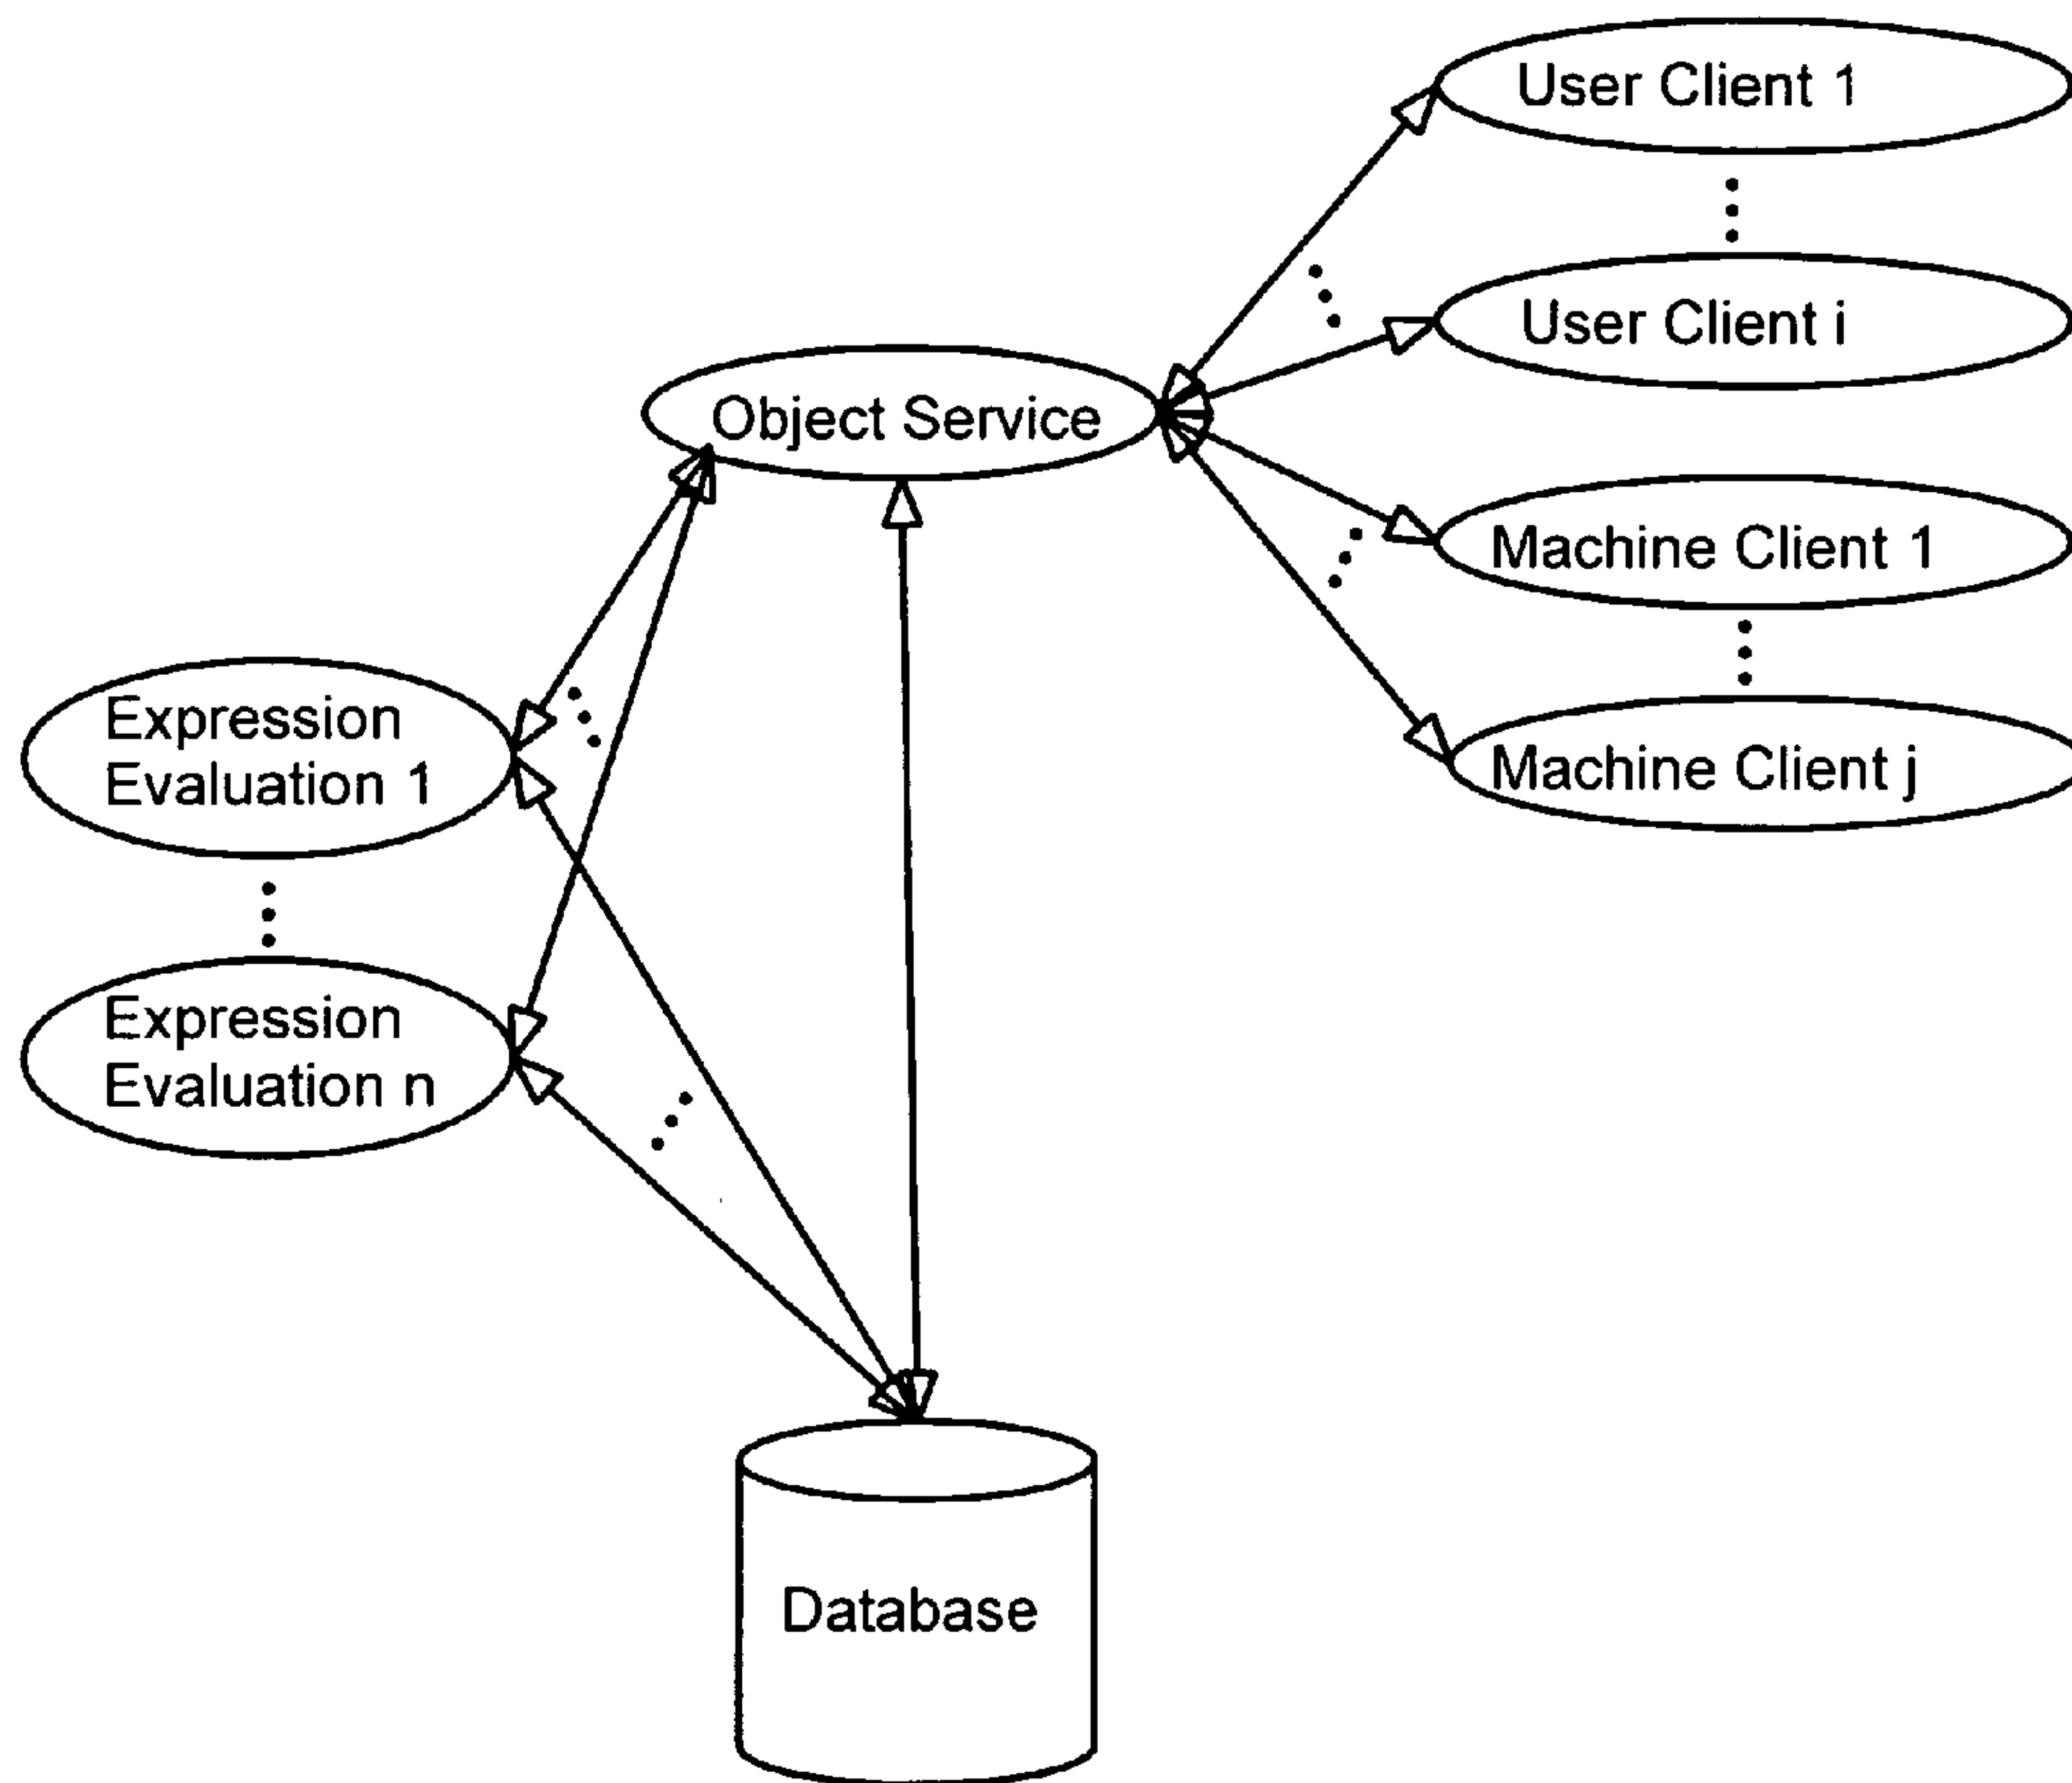 User Client 1
User Client i
Object Service
Machine Client 1
Machine Client j
Expression
Evaluation 1
Expression
Evaluation n
Database